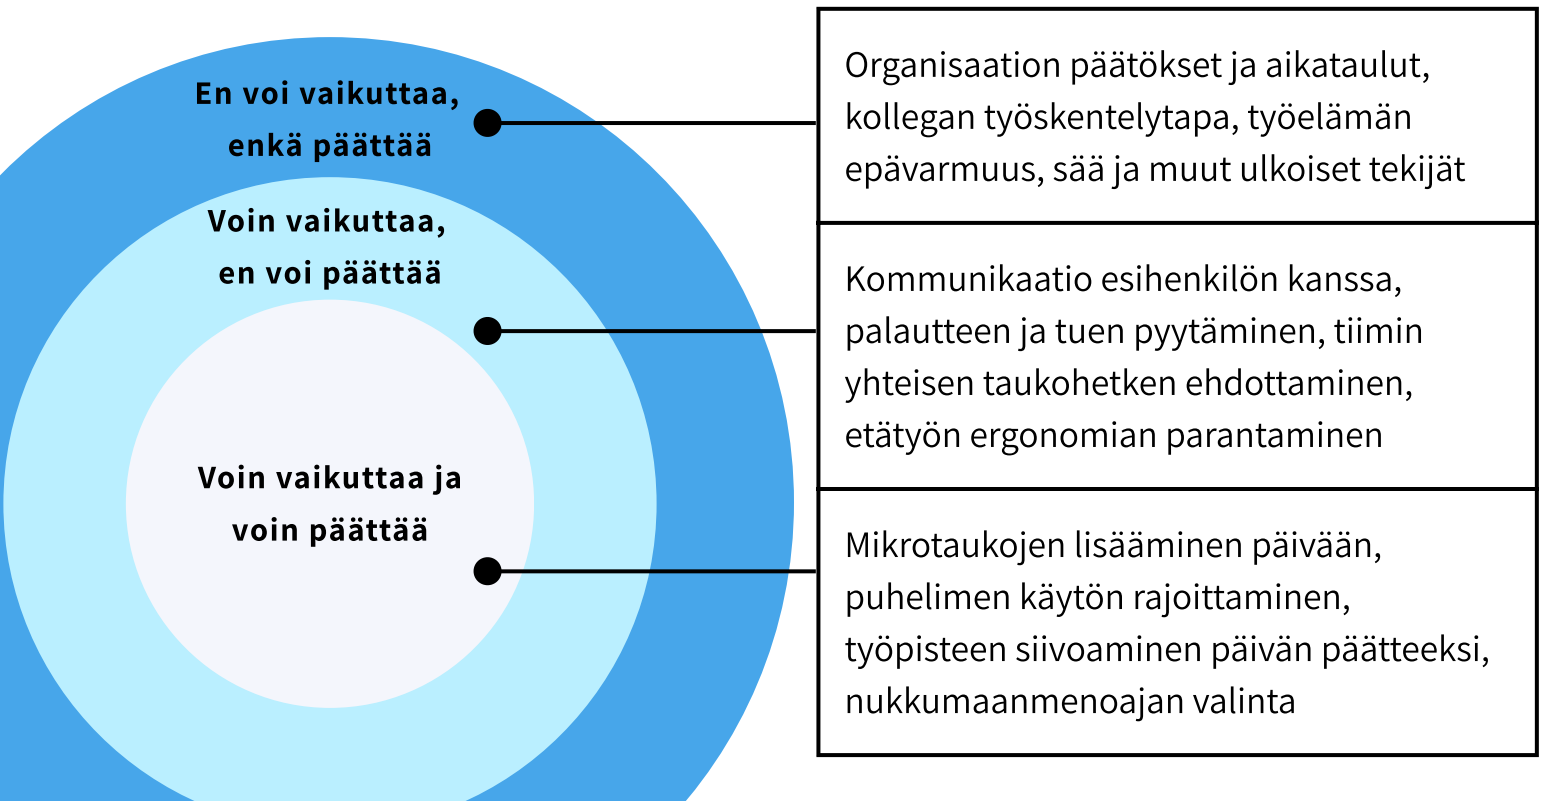 En voi vaikuttaa,
enkä päättää
Organisaation päätökset ja aikataulut,
kollegan työskentelytapa, työelämän
epävarmuus, sää ja muut ulkoiset tekijät
Voin vaikuttaa,
en voi päättää
Kommunikaatio esihenkilön kanssa,
palautteen ja tuen pyytäminen, tiimin
yhteisen taukohetken ehdottaminen,
etätyön ergonomian parantaminen
Voin vaikuttaa ja
voin päättää
Mikrotaukojen lisääminen päivään,
puhelimen käytön rajoittaminen,
työpisteen siivoaminen päivän päätteeksi,
nukkumaanmenoajan valinta